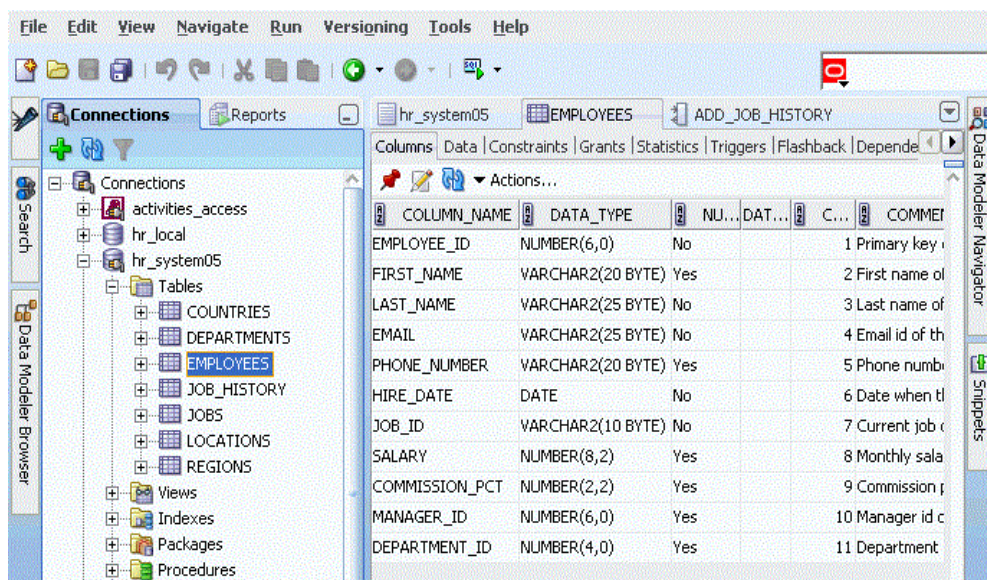 File Edit View Navigate Run Versioning Tools Help
Connections Reports
hr_system05 EMPLOYEES ADD_JOB_HISTORY
Columns Data Constraints Grants Statistics Triggers Flashback Depende
Actions...
Search
Data Modeler Browser
Connections
activities_access
hr_local
hr_system05
Tables
COUNTRIES
DEPARTMENTS
EMPLOYEES
JOB_HISTORY
JOBS
LOCATIONS
REGIONS
Views
Indexes
Packages
Procedures
COLUMN_NAME DATA_TYPE NU... DAT... C... COMMEN
EMPLOYEE_ID NUMBER(6,0) No 1 Primary key
FIRST_NAME VARCHAR2(20 BYTE) Yes 2 First name of
LAST_NAME VARCHAR2(25 BYTE) No 3 Last name of
EMAIL VARCHAR2(25 BYTE) No 4 Email id of th
PHONE_NUMBER VARCHAR2(20 BYTE) Yes 5 Phone numb
HIRE_DATE DATE No 6 Date when t
JOB_ID VARCHAR2(10 BYTE) No 7 Current job
SALARY NUMBER(8,2) Yes 8 Monthly sala
COMMISSION_PCT NUMBER(2,2) Yes 9 Commission
MANAGER_ID NUMBER(6,0) Yes 10 Manager id
DEPARTMENT_ID NUMBER(4,0) Yes 11 Department
Data Modeler Navigator
Snippets